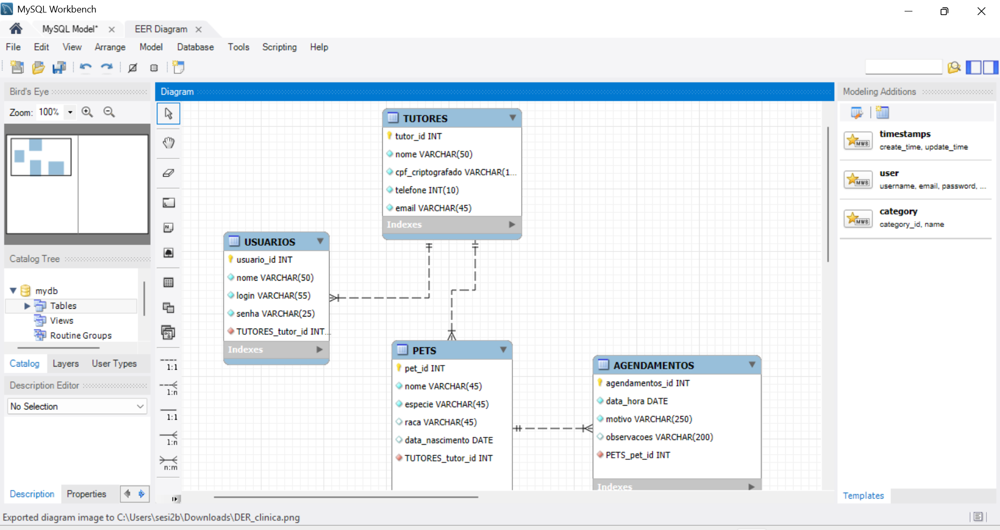 MySQL Workbench
MySQL Model*
EER Diagram
File Edit View Arrange Model Database Tools Scripting Help
Bird's Eye
Zoom: 100%
Catalog Tree
mydb
Tables
Views
Routine Groups
Catalog Layers User Types
Description Editor
No Selection
Description Properties
Diagram
1:1
1:n
1:1
1:n
n:m
TUTORES
tutor_id INT
nome VARCHAR(50)
cpf_criptografado VARCHAR(1...
telefone INT(10)
email VARCHAR(45)
Indexes
USUARIOS
usuario_id INT
nome VARCHAR(50)
login VARCHAR(55)
senha VARCHAR(25)
TUTORES_tutor_id INT...
Indexes
PETS
pet_id INT
nome VARCHAR(45)
especie VARCHAR(45)
raca VARCHAR(45)
data_nascimento DATE
TUTORES_tutor_id INT
AGENDAMENTOS
agendamentos_id INT
data_hora DATE
motivo VARCHAR(250)
observacoes VARCHAR(200)
PETS_pet_id INT
Indexes
Modeling Additions
MWB
timestamps
create_time, update_time
MWB
user
username, email, password, ...
MWB
category
category_id, name
Templates
Exported diagram image to C:\Users\sesi2b\Downloads\DER_clinica.png